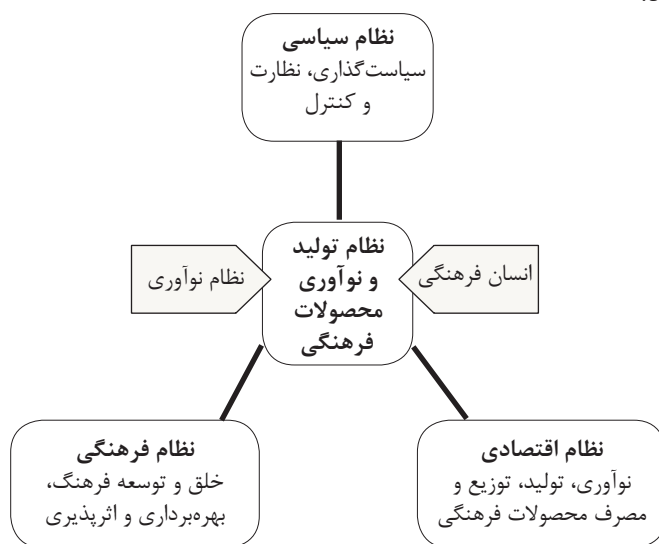 نظام سیاسی
سیاست‌گذاری، نظارت
و کنترل
نظام تولید
و نوآوری
محصولات
فرهنگی
انسان فرهنگی
نظام نوآوری
نظام اقتصادی
نوآوری، تولید، توزیع و
مصرف محصولات فرهنگی
نظام فرهنگی
خلق و توسعه فرهنگ،
بهره‌برداری و اثرپذیری